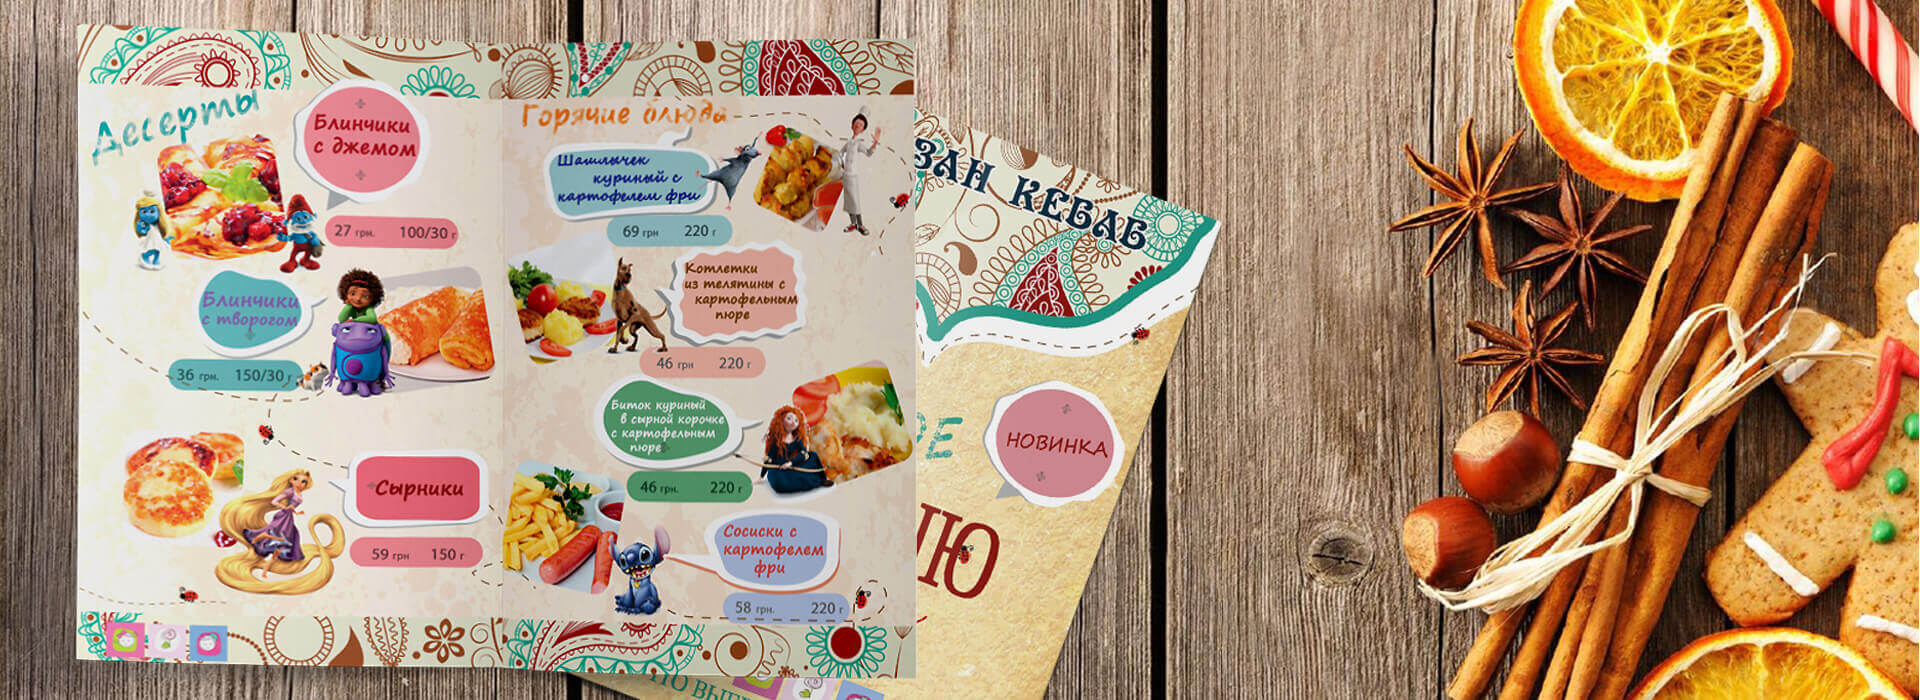 Десерты
Блинчики
с джемом
27 грн. 100/30 г
Блинчики
с творогом
36 грн. 150/30 г
Сырники
59 грн 150 г
Горячие блюда
Шашлычек
куриный с
картофелем фри
69 грн 220 г
Котлетки
из телятины с
картофельным
пюре
46 грн 220 г
Биток куриный
в сырной корочке
с картофельным
пюре
46 грн. 220 г
Сосиски с
картофелем
фри
58 грн. 220 г
КЕБАБ
НОВИНКА